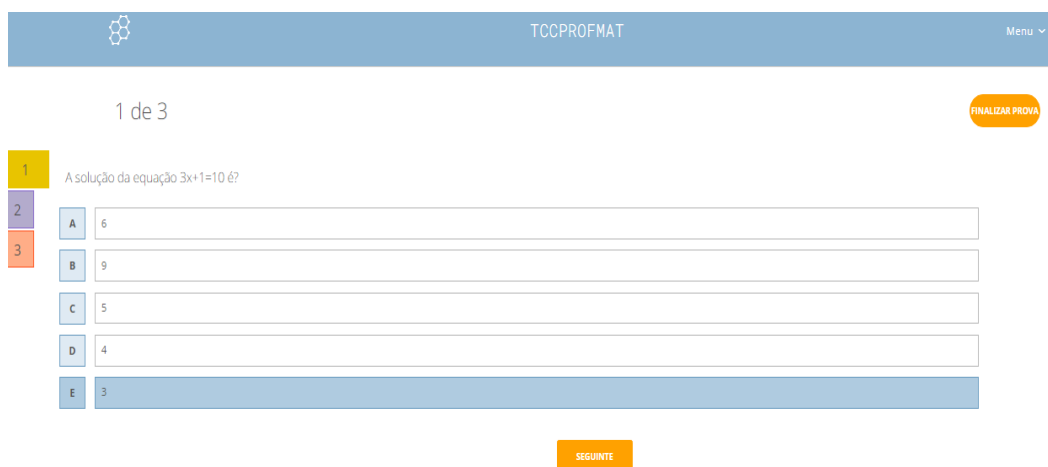 TCCPROFMAT
Menu
1 de 3
FINALIZAR PROVA
1
A solução da equação 3x+1=10 é?
2
3
A 6
B 9
C 5
D 4
E 3
SEGUINTE